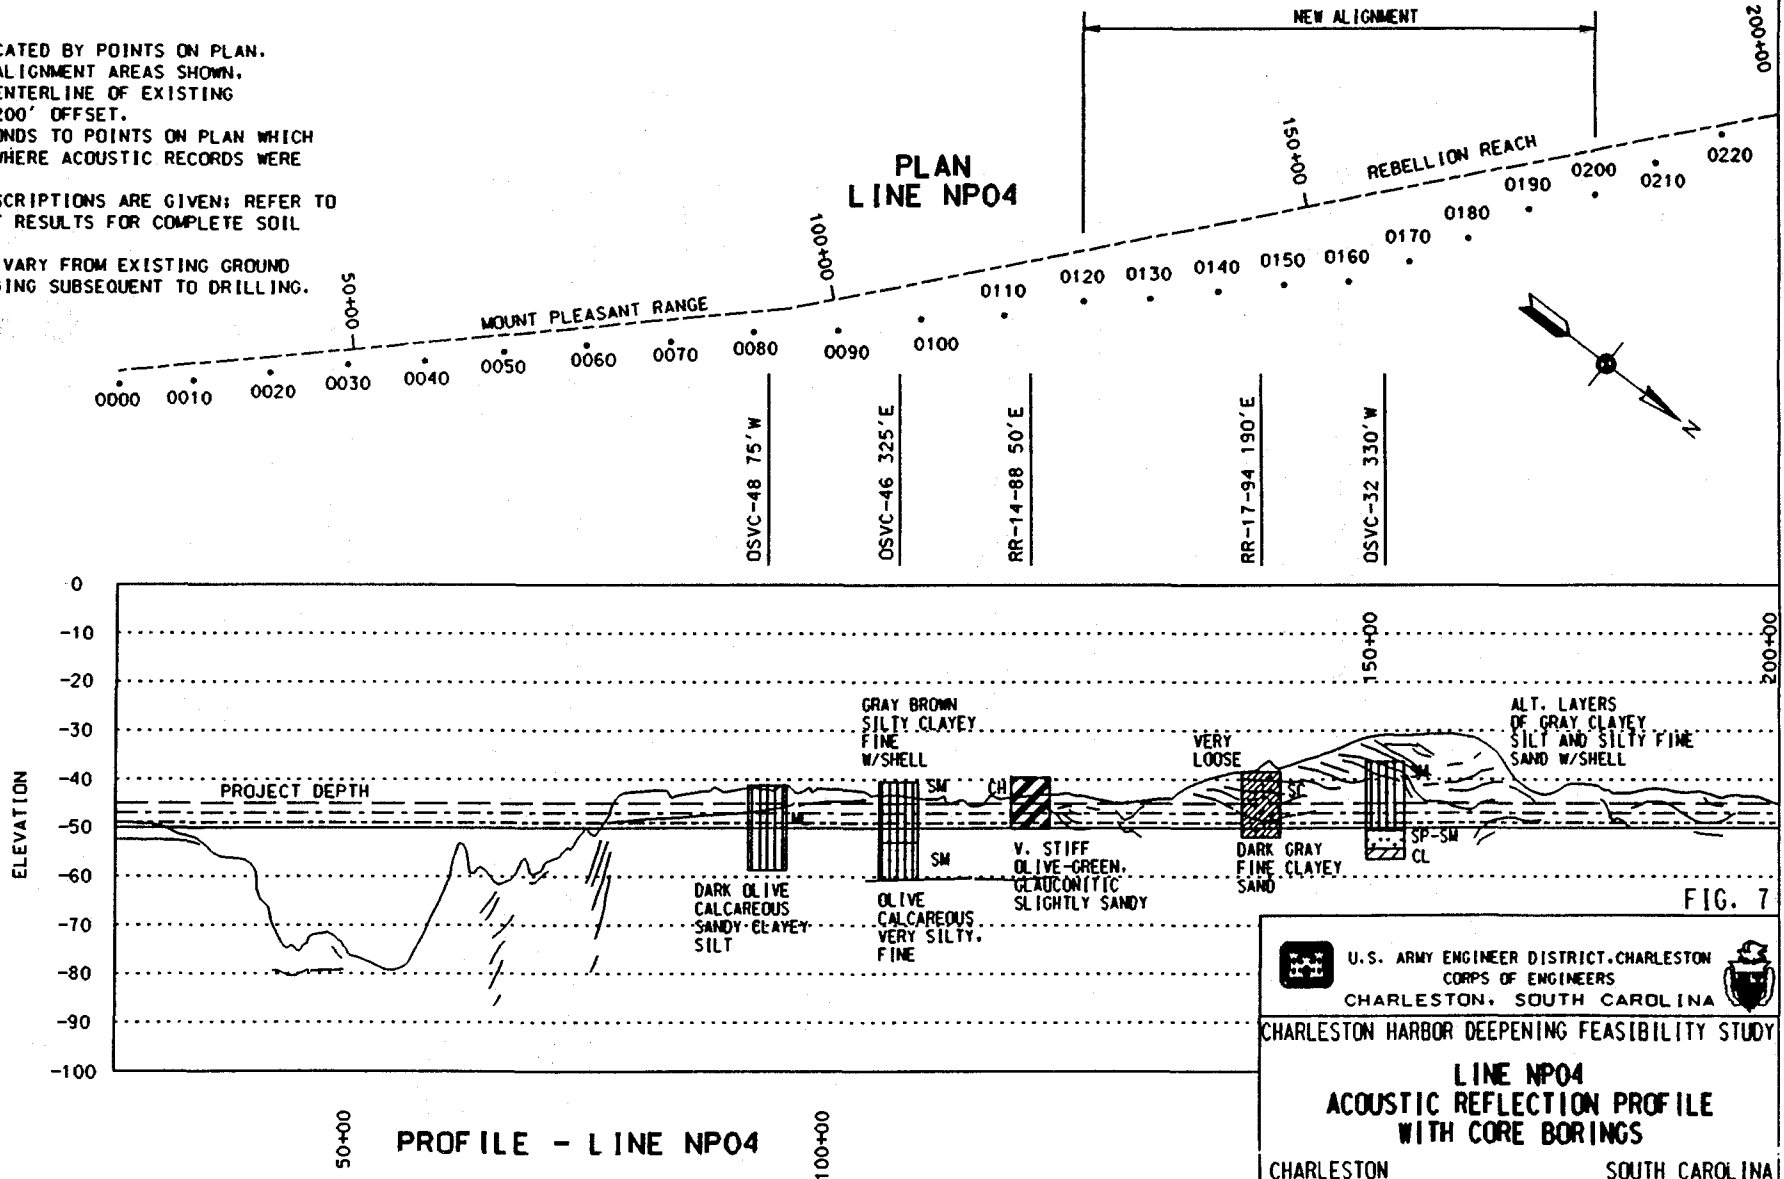 CATED BY POINTS ON PLAN.
ALIGNMENT AREAS SHOWN.
ENTERLINE OF EXISTING
200' OFFSET.
ONDS TO POINTS ON PLAN WHICH
WHERE ACOUSTIC RECORDS WERE
SCRIPTIONS ARE GIVEN; REFER TO
T RESULTS FOR COMPLETE SOIL
VARY FROM EXISTING GROUND
GING SUBSEQUENT TO DRILLING.
NEW ALIGNMENT
200+00
PLAN
LINE NP04
150+00
REBELLION REACH
100+00
50+00
MOUNT PLEASANT RANGE
0000 0010 0020 0030 0040 0050 0060 0070 0080 0090 0100 0110 0120 0130 0140 0150 0160 0170 0180 0190 0200 0210 0220
N
OSVC-48 75'W
OSVC-46 325'E
RR-14-88 50'E
RR-17-94 190'E
OSVC-32 330'W
ELEVATION
0
-10
-20
-30
-40
-50
-60
-70
-80
-90
-100
150+00
200+00
PROJECT DEPTH
DARK OLIVE
CALCAREOUS
SANDY CLAYEY
SILT
ML
GRAY BROWN
SILTY CLAYEY
FINE
W/SHELL
SM
SM
OLIVE
CALCAREOUS
VERY SILTY,
FINE
CH
V. STIFF
OLIVE-GREEN,
GLAUCONITIC
SLIGHTLY SANDY
VERY
LOOSE
SC
DARK GRAY
FINE CLAYEY
SAND
ALT. LAYERS
OF GRAY CLAYEY
SILT AND SILTY FINE
SAND W/SHELL
SP-SM
CL
50+00
PROFILE - LINE NP04
100+00
FIG. 7
U.S. ARMY ENGINEER DISTRICT, CHARLESTON
CORPS OF ENGINEERS
CHARLESTON, SOUTH CAROLINA
CHARLESTON HARBOR DEEPENING FEASIBILITY STUDY
LINE NP04
ACOUSTIC REFLECTION PROFILE
WITH CORE BORINGS
CHARLESTON SOUTH CAROLINA